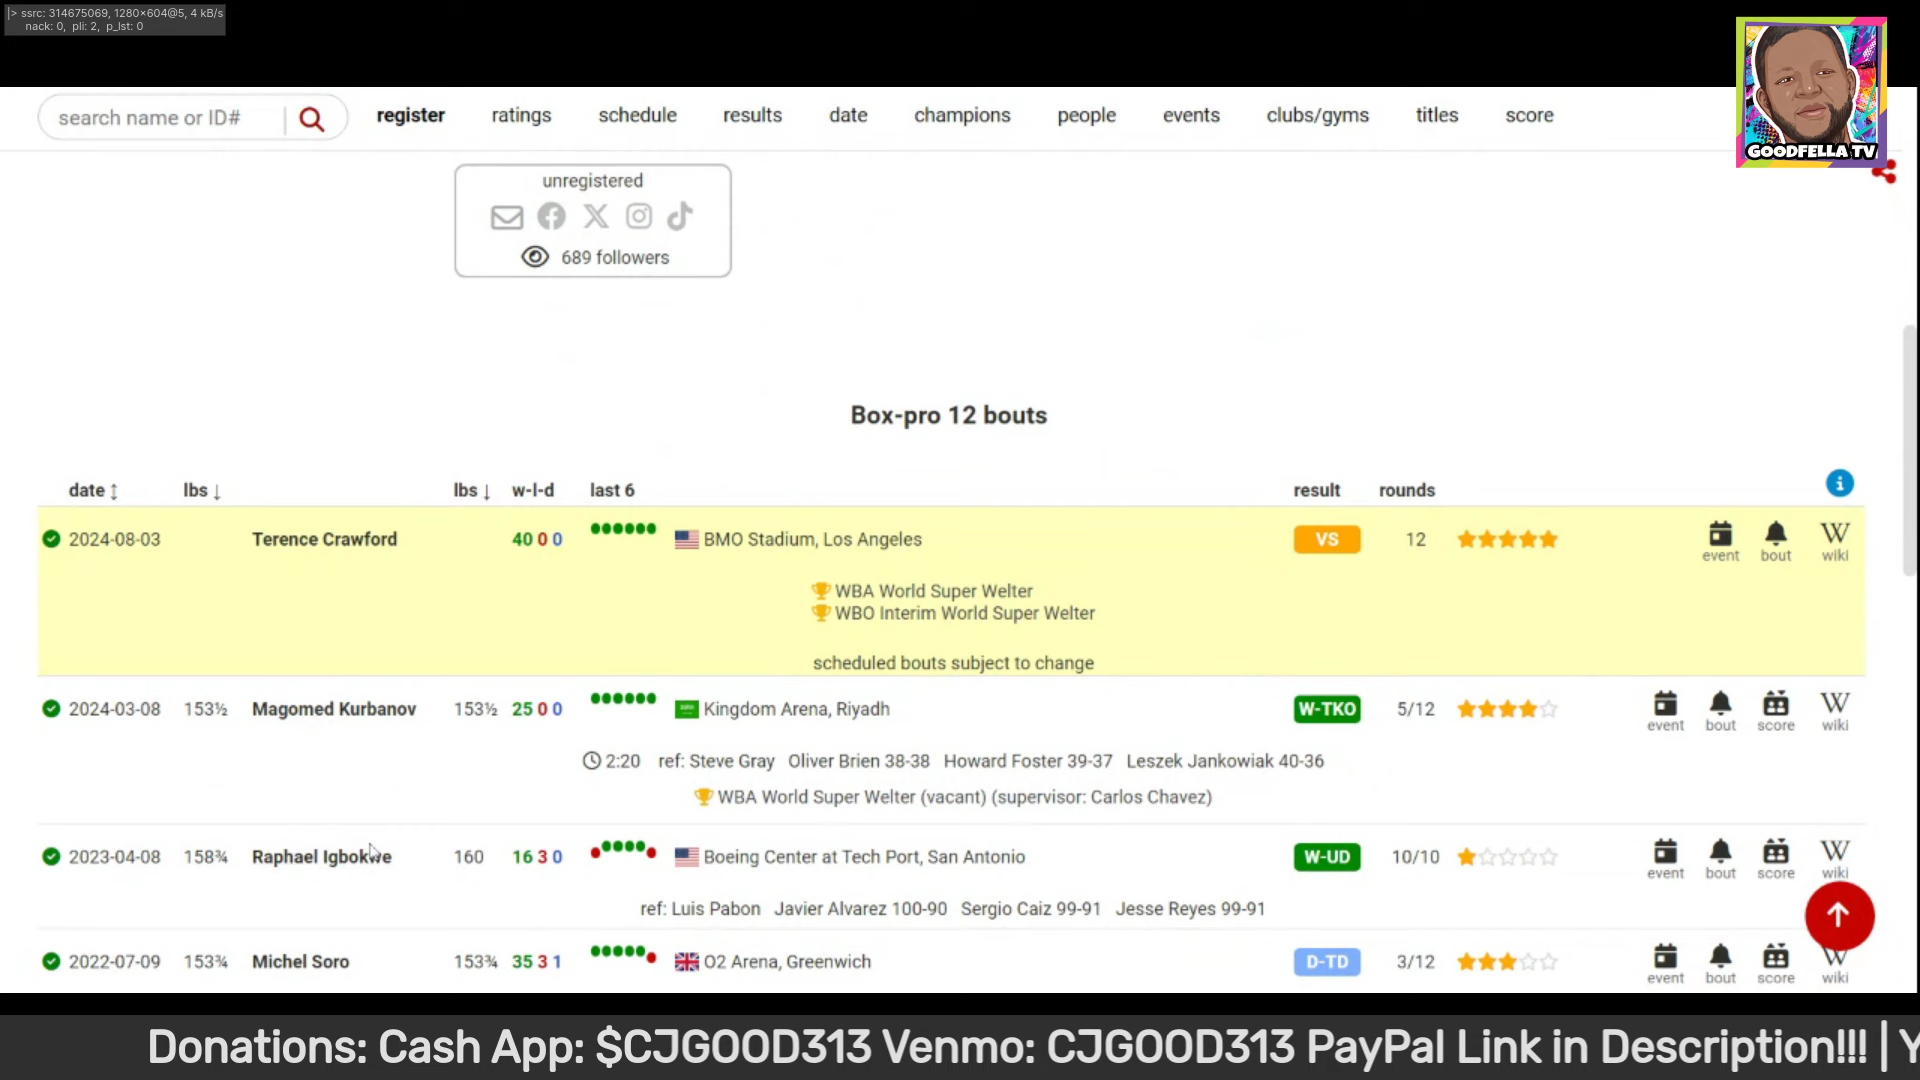 |> ssrc: 314675069, 1280×604@5, 4 kB/s
nack: 0, pli: 2, p_lst: 0
search name or ID#
register ratings schedule results date champions people events clubs/gyms titles score
GOODFELLA TV
unregistered
689 followers
Box-pro 12 bouts
date lbs lbs w-l-d last 6 result rounds
2024-08-03 Terence Crawford 40 0 0 BMO Stadium, Los Angeles VS 12 event bout wiki
WBA World Super Welter
WBO Interim World Super Welter
scheduled bouts subject to change
2024-03-08 153½ Magomed Kurbanov 153½ 25 0 0 Kingdom Arena, Riyadh W-TKO 5/12 event bout score wiki
2:20 ref: Steve Gray Oliver Brien 38-38 Howard Foster 39-37 Leszek Jankowiak 40-36
WBA World Super Welter (vacant) (supervisor: Carlos Chavez)
2023-04-08 158¾ Raphael Igbokwe 160 16 3 0 Boeing Center at Tech Port, San Antonio W-UD 10/10 event bout score wiki
ref: Luis Pabon Javier Alvarez 100-90 Sergio Caiz 99-91 Jesse Reyes 99-91
2022-07-09 153¾ Michel Soro 153¾ 35 3 1 O2 Arena, Greenwich D-TD 3/12 event bout score wiki
Donations: Cash App: $CJGOOD313 Venmo: CJGOOD313 PayPal Link in Description!!! | Y